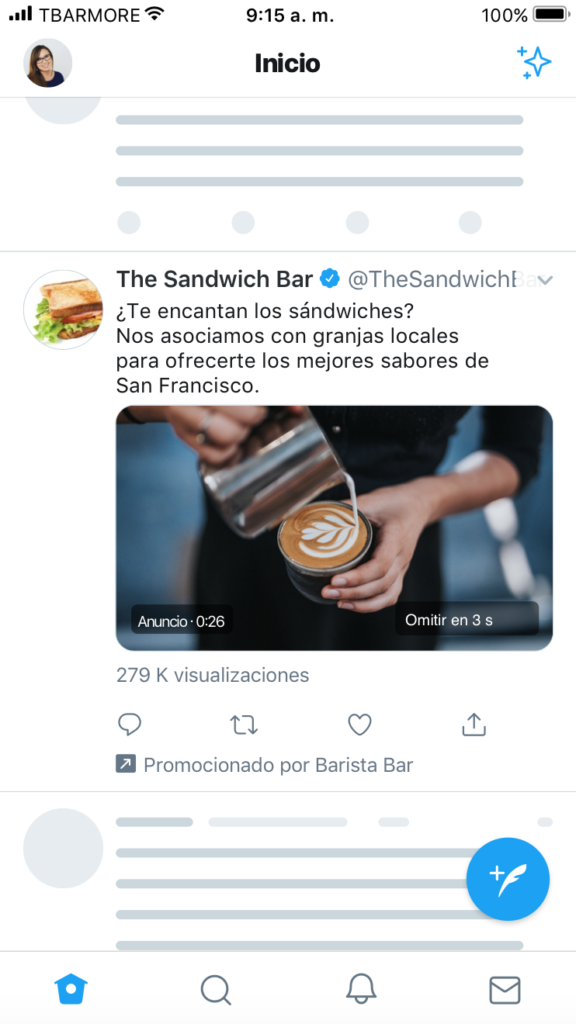 TBARMORE 9:15 a. m. 100%
Inicio
The Sandwich Bar @TheSandwichBar
¿Te encantan los sándwiches?
Nos asociamos con granjas locales
para ofrecerte los mejores sabores de
San Francisco.
Anuncio · 0:26 Omitir en 3 s
279 K visualizaciones
Promocionado por Barista Bar